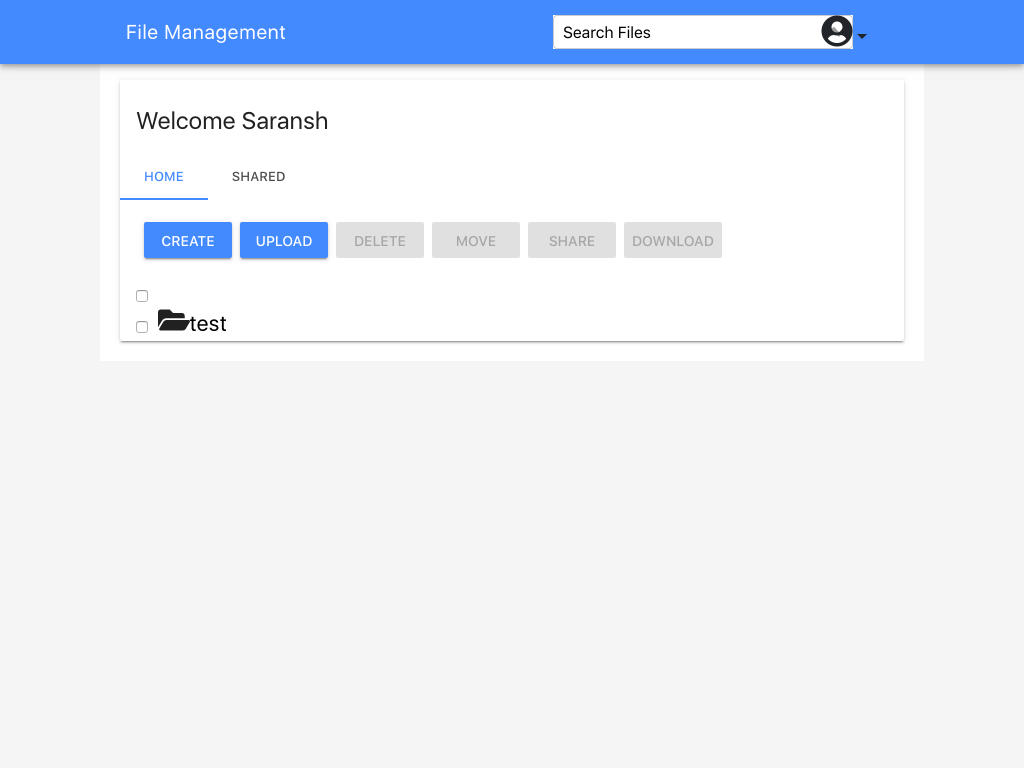 File Management
Search Files
Welcome Saransh
HOME SHARED
CREATE UPLOAD DELETE MOVE SHARE DOWNLOAD
test